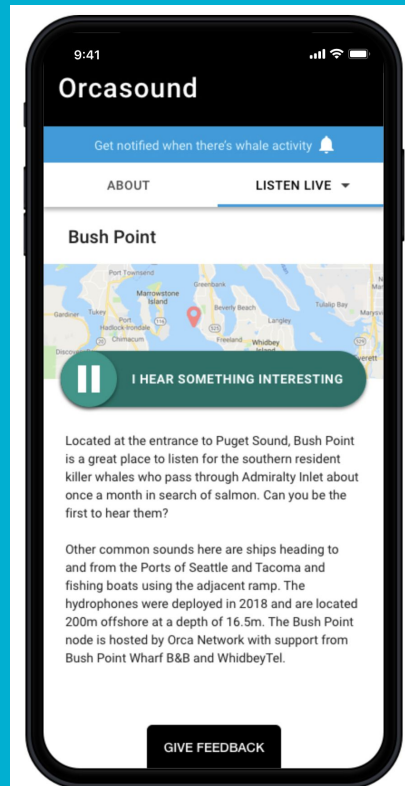 9:41
Orcasound
Get notified when there's whale activity
ABOUT
LISTEN LIVE
Bush Point
Port Townsend
Greenbank
Marrowstone
Island
Beverly Beach
Tulalip Bay
Gardiner
Tukey
Port
Hadlock-Irondale
116
525
Langley
Marysv
Chimacum
Freeland
Whidbey
Island
529
Discov
Everett
I HEAR SOMETHING INTERESTING
Located at the entrance to Puget Sound, Bush Point
is a great place to listen for the southern resident
killer whales who pass through Admiralty Inlet about
once a month in search of salmon. Can you be the
first to hear them?
Other common sounds here are ships heading to
and from the Ports of Seattle and Tacoma and
fishing boats using the adjacent ramp. The
hydrophones were deployed in 2018 and are located
200m offshore at a depth of 16.5m. The Bush Point
node is hosted by Orca Network with support from
Bush Point Wharf B&B and WhidbeyTel.
GIVE FEEDBACK